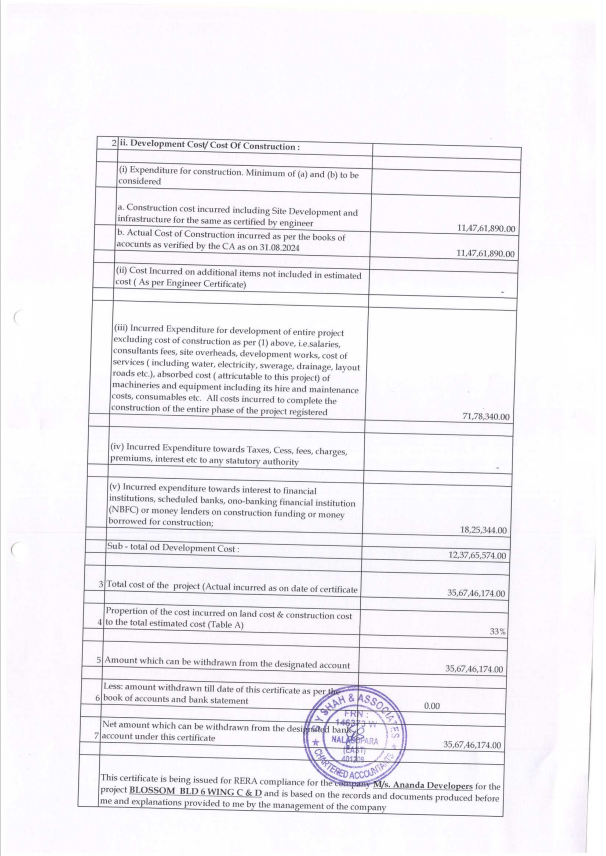 2 ii. Development Cost/ Cost Of Construction :
(i) Expenditure for construction. Minimum of (a) and (b) to be
considered
a. Construction cost incurred including Site Development and
infrastructure for the same as certified by engineer 11,47,61,890.00
b. Actual Cost of Construction incurred as per the books of
acocunts as verified by the CA as on 31.08.2024 11,47,61,890.00
(ii) Cost Incurred on additional items not included in estimated
cost ( As per Engineer Certificate) -
(iii) Incurred Expenditure for development of entire project
excluding cost of construction as per (1) above, i.e.salaries,
consultants fees, site overheads, development works, cost of
services ( including water, electricity, swerage, drainage, layout
roads etc.), absorbed cost ( attricutable to this project) of
machineries and equipment including its hire and maintenance
costs, consumables etc. All costs incurred to complete the
construction of the entire phase of the project registered 71,78,340.00
(iv) Incurred Expenditure towards Taxes, Cess, fees, charges,
premiums, interest etc to any statutory authority -
(v) Incurred expenditure towards interest to financial
institutions, scheduled banks, ono-banking financial institution
(NBFC) or money lenders on construction funding or money
borrowed for construction; 18,25,344.00
Sub - total od Development Cost : 12,37,65,574.00
3 Total cost of the project (Actual incurred as on date of certificate 35,67,46,174.00
Propertion of the cost incurred on land cost & construction cost
4 to the total estimated cost (Table A) 33%
5 Amount which can be withdrawn from the designated account 35,67,46,174.00
Less: amount withdrawn till date of this certificate as per the
6 book of accounts and bank statement 0.00
Net amount which can be withdrawn from the designated bank
7 account under this certificate 35,67,46,174.00
SHAH & ASSOCIATES
FRN
NALASOPARA
(EAST)
CHARTERED ACCOUNTANTS
This certificate is being issued for RERA compliance for the company M/s. Ananda Developers for the
project BLOSSOM BLD 6 WING C & D and is based on the records and documents produced before
me and explanations provided to me by the management of the company